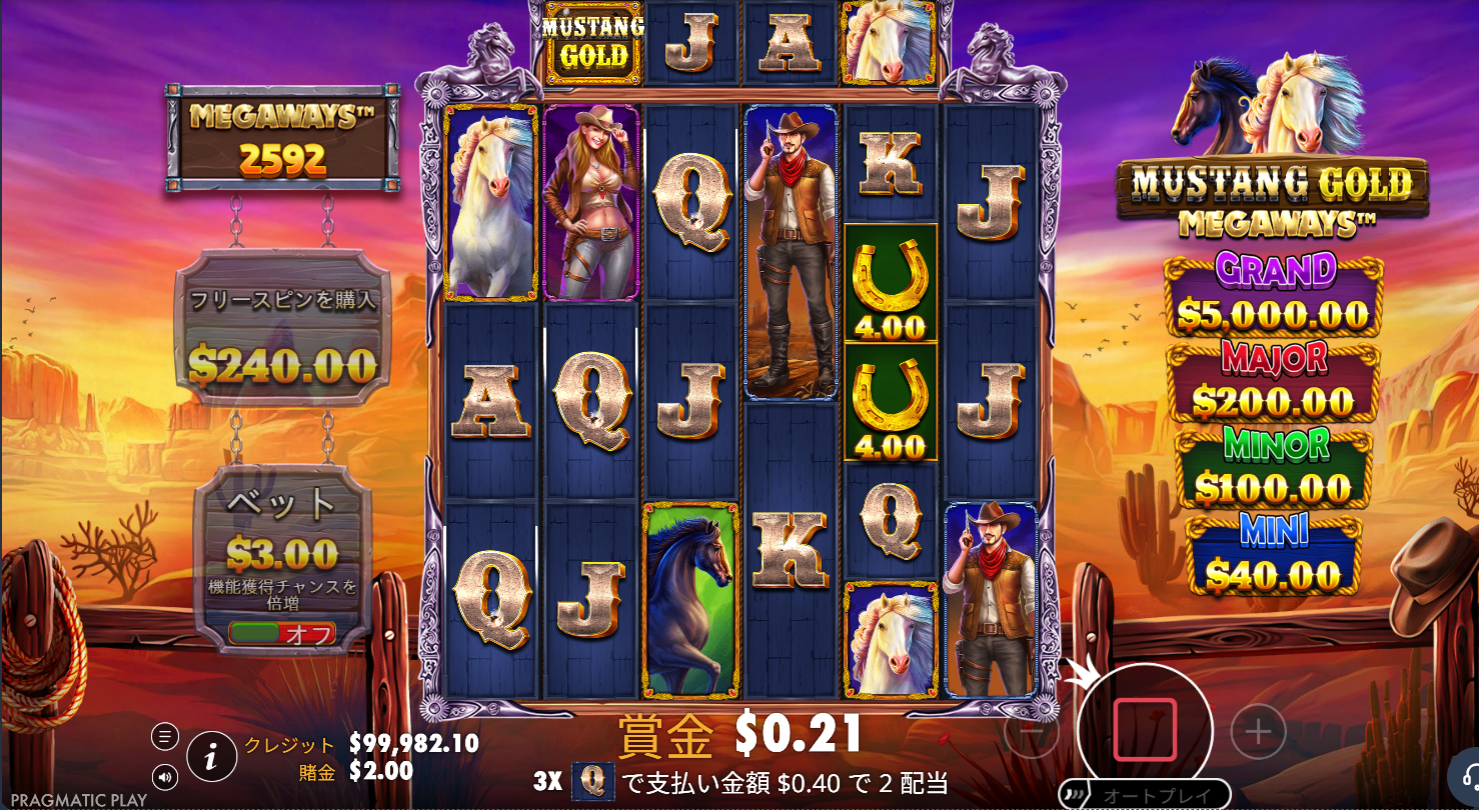 MUSTANG
GOLD
J
A
MEGAWAYS™
2592
フリースピンを購入
$240.00
ベット
$3.00
機能獲得チャンスを
倍増
オフ
Q
K
J
4.00
A
Q
J
4.00
J
Q
J
K
Q
MUSTANG GOLD
MEGAWAYS™
GRAND
$5,000.00
MAJOR
$200.00
MINOR
$100.00
MINI
$40.00
クレジット $99,982.10
賭金 $2.00
賞金 $0.21
3X Q で支払い金額 $0.40 で 2 配当
オートプレイ
PRAGMATIC PLAY